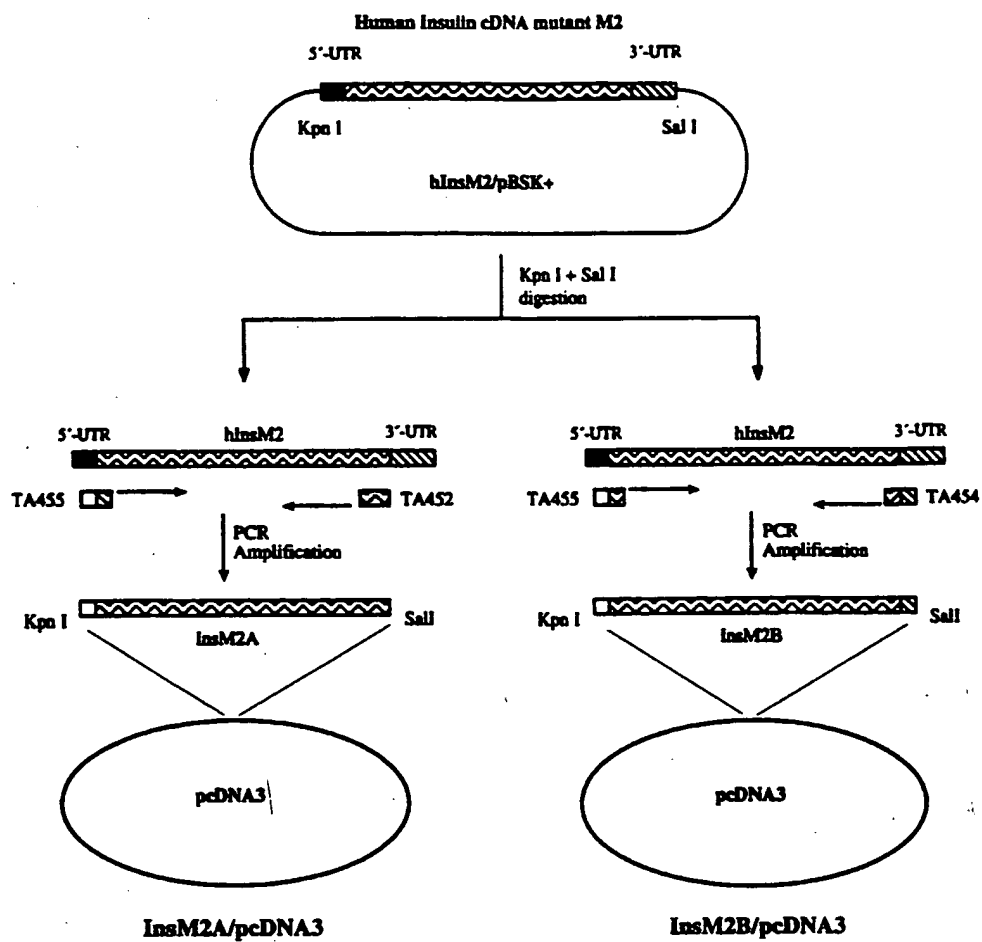 Human Insulin cDNA mutant M2
5'-UTR 3'-UTR
Kpn I Sal I
hInsM2/pBSK+
Kpn I + Sal I
digestion
5'-UTR hInsM2 3'-UTR
TA455 TA452
PCR
Amplification
Kpn I SalI
InsM2A
pcDNA3
InsM2A/pcDNA3
5'-UTR hInsM2 3'-UTR
TA455 TA454
PCR
Amplification
Kpn I SalI
InsM2B
pcDNA3
InsM2B/pcDNA3